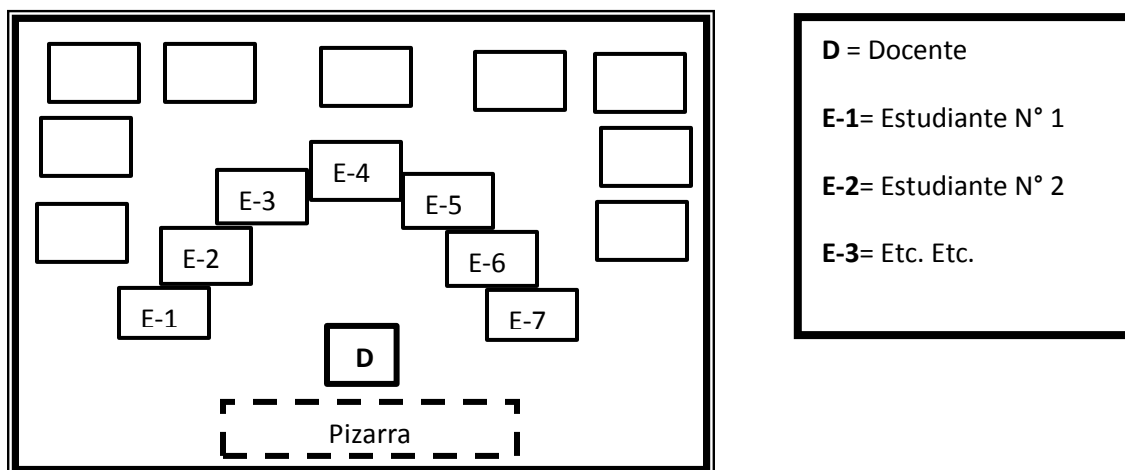 E-4
E-3
E-5
E-2
E-6
E-1
E-7
D
Pizarra
D = Docente
E-1= Estudiante N° 1
E-2= Estudiante N° 2
E-3= Etc. Etc.